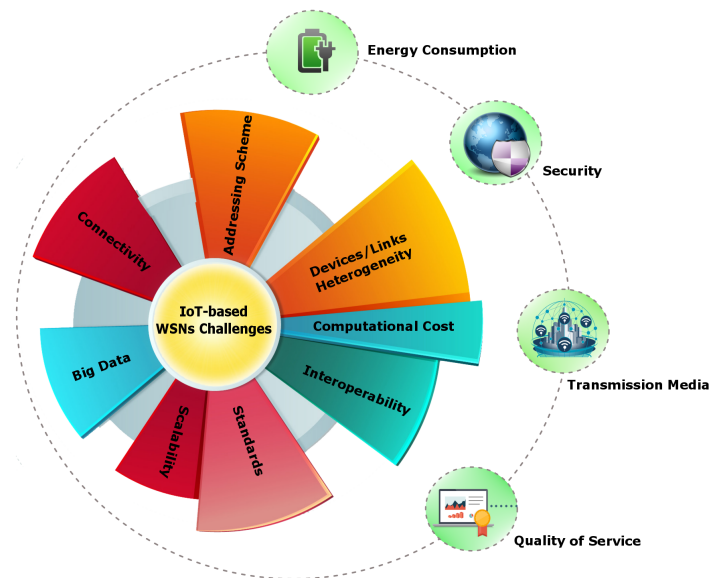 Energy Consumption
Security
Transmission Media
Quality of Service
Addressing Scheme
Devices/Links
Heterogeneity
Computational Cost
Interoperability
Standards
Scalability
Big Data
Connectivity
IoT-based
WSNs Challenges